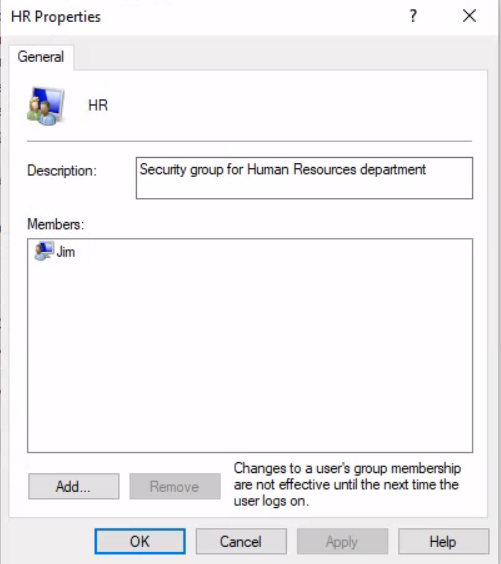 HR Properties
?
General
HR
Description:
Security group for Human Resources department
Members:
Jim
Add...
Remove
Changes to a user's group membership
are not effective until the next time the
user logs on.
OK
Cancel
Apply
Help